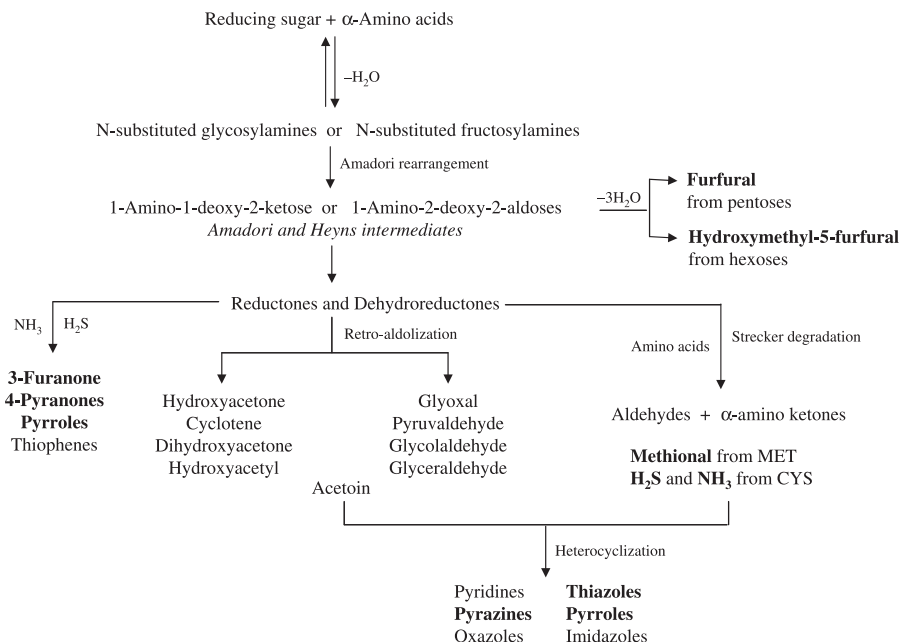 Reducing sugar + α-Amino acids
–H₂O
N-substituted glycosylamines or N-substituted fructosylamines
Amadori rearrangement
1-Amino-1-deoxy-2-ketose or 1-Amino-2-deoxy-2-aldoses
Amadori and Heyns intermediates
–3H₂O
Furfural
from pentoses
Hydroxymethyl-5-furfural
from hexoses
Reductones and Dehydroreductones
NH₃
H₂S
Retro-aldolization
Amino acids
Strecker degradation
3-Furanone
4-Pyranones
Pyrroles
Thiophenes
Hydroxyacetone
Cyclotene
Dihydroxyacetone
Hydroxyacetyl
Glyoxal
Pyruvaldehyde
Glycolaldehyde
Glyceraldehyde
Acetoin
Aldehydes + α-amino ketones
Methional from MET
H₂S and NH₃ from CYS
Heterocyclization
Pyridines
Pyrazines
Oxazoles
Thiazoles
Pyrroles
Imidazoles